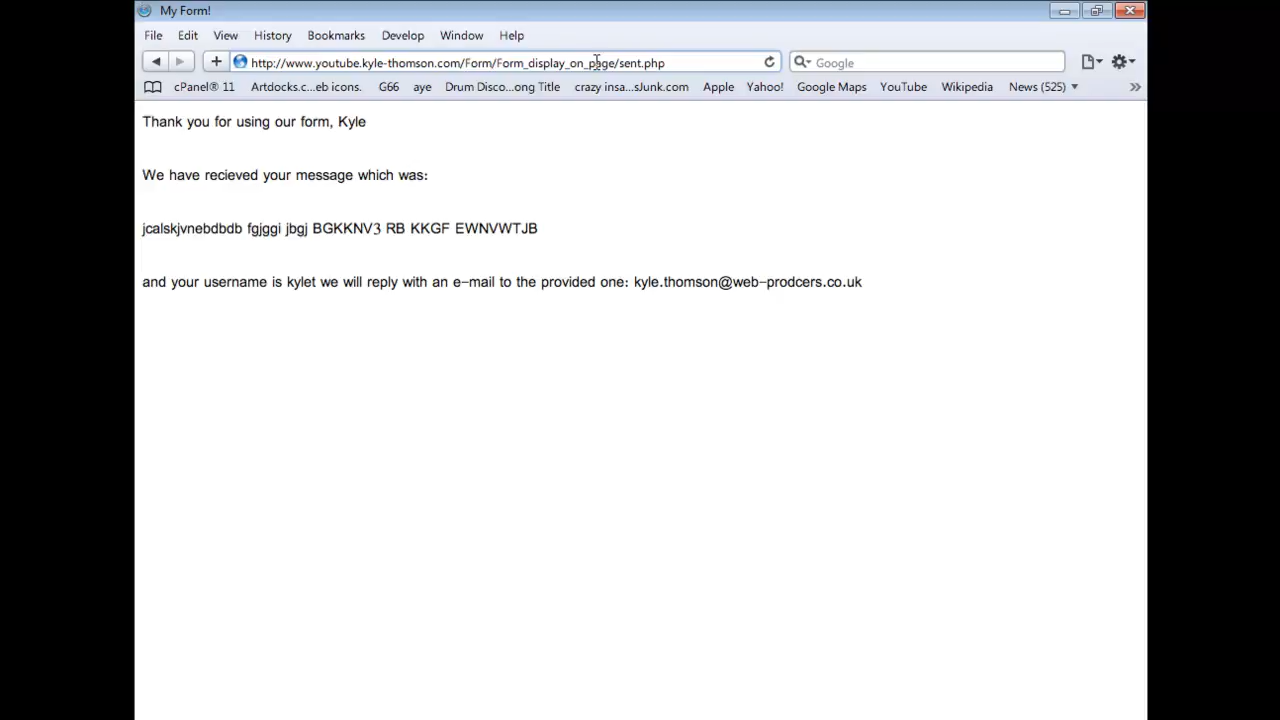 My Form!
File Edit View History Bookmarks Develop Window Help
http://www.youtube.kyle-thomson.com/Form/Form_display_on_page/sent.php Google
cPanel® 11 Artdocks.c...eb icons. G66 aye Drum Disco...ong Title crazy insa...sJunk.com Apple Yahoo! Google Maps YouTube Wikipedia News (525)
Thank you for using our form, Kyle
We have recieved your message which was:
jcalskjvnebdbdb fgjggi jbgj BGKKNV3 RB KKGF EWNVWTJB
and your username is kylet we will reply with an e-mail to the provided one: kyle.thomson@web-prodcers.co.uk